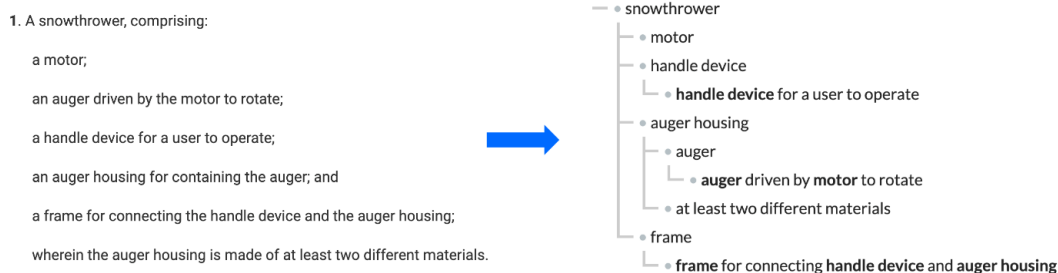 1. A snowthrower, comprising:
a motor;
an auger driven by the motor to rotate;
a handle device for a user to operate;
an auger housing for containing the auger; and
a frame for connecting the handle device and the auger housing;
wherein the auger housing is made of at least two different materials.
snowthrower
motor
handle device
handle device for a user to operate
auger housing
auger
auger driven by motor to rotate
at least two different materials
frame
frame for connecting handle device and auger housing